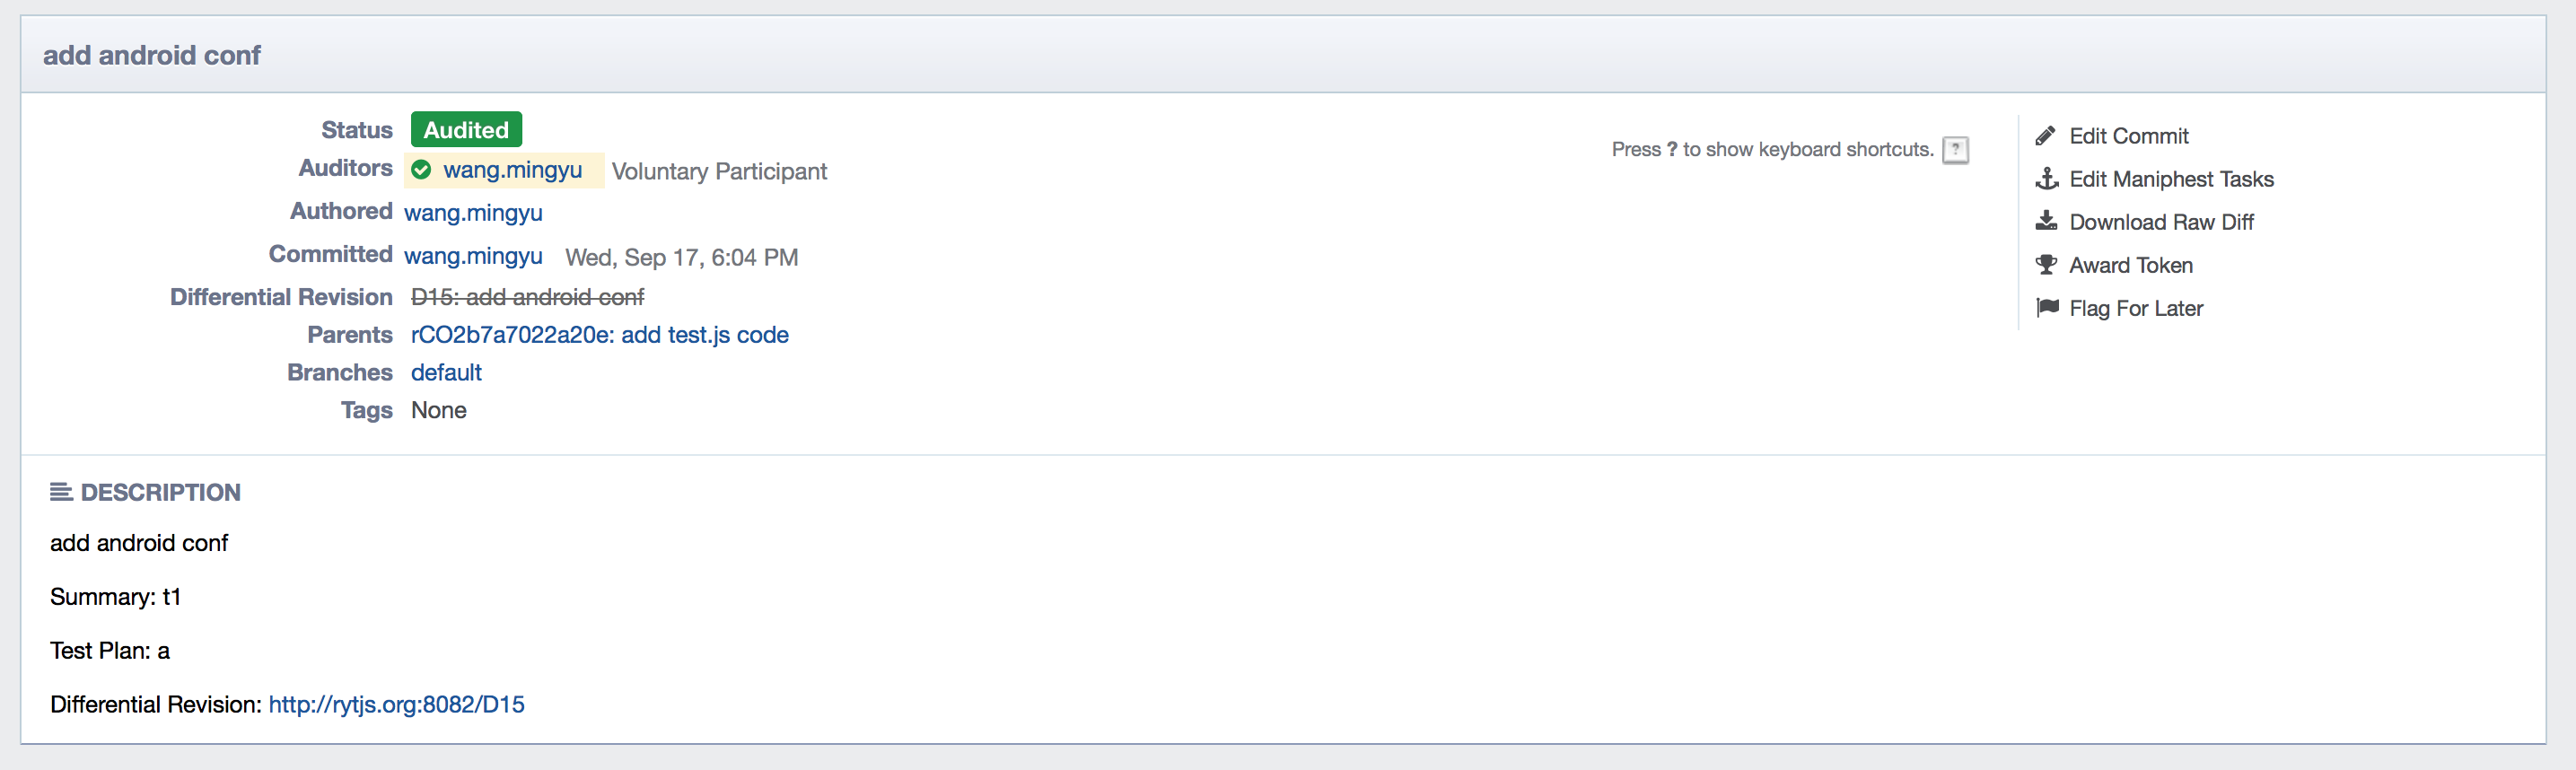 add android conf
Status Audited
Auditors wang.mingyu Voluntary Participant
Authored wang.mingyu
Committed wang.mingyu Wed, Sep 17, 6:04 PM
Differential Revision D15: add android conf
Parents rCO2b7a7022a20e: add test.js code
Branches default
Tags None
Press ? to show keyboard shortcuts. ?
Edit Commit
Edit Maniphest Tasks
Download Raw Diff
Award Token
Flag For Later
DESCRIPTION
add android conf
Summary: t1
Test Plan: a
Differential Revision: http://rytjs.org:8082/D15